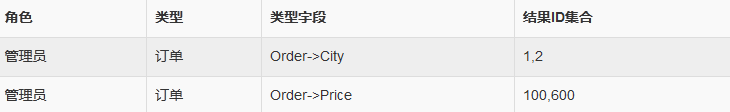 角色 类型 类型字段 结果ID集合
管理员 订单 Order->City 1,2
管理员 订单 Order->Price 100,600